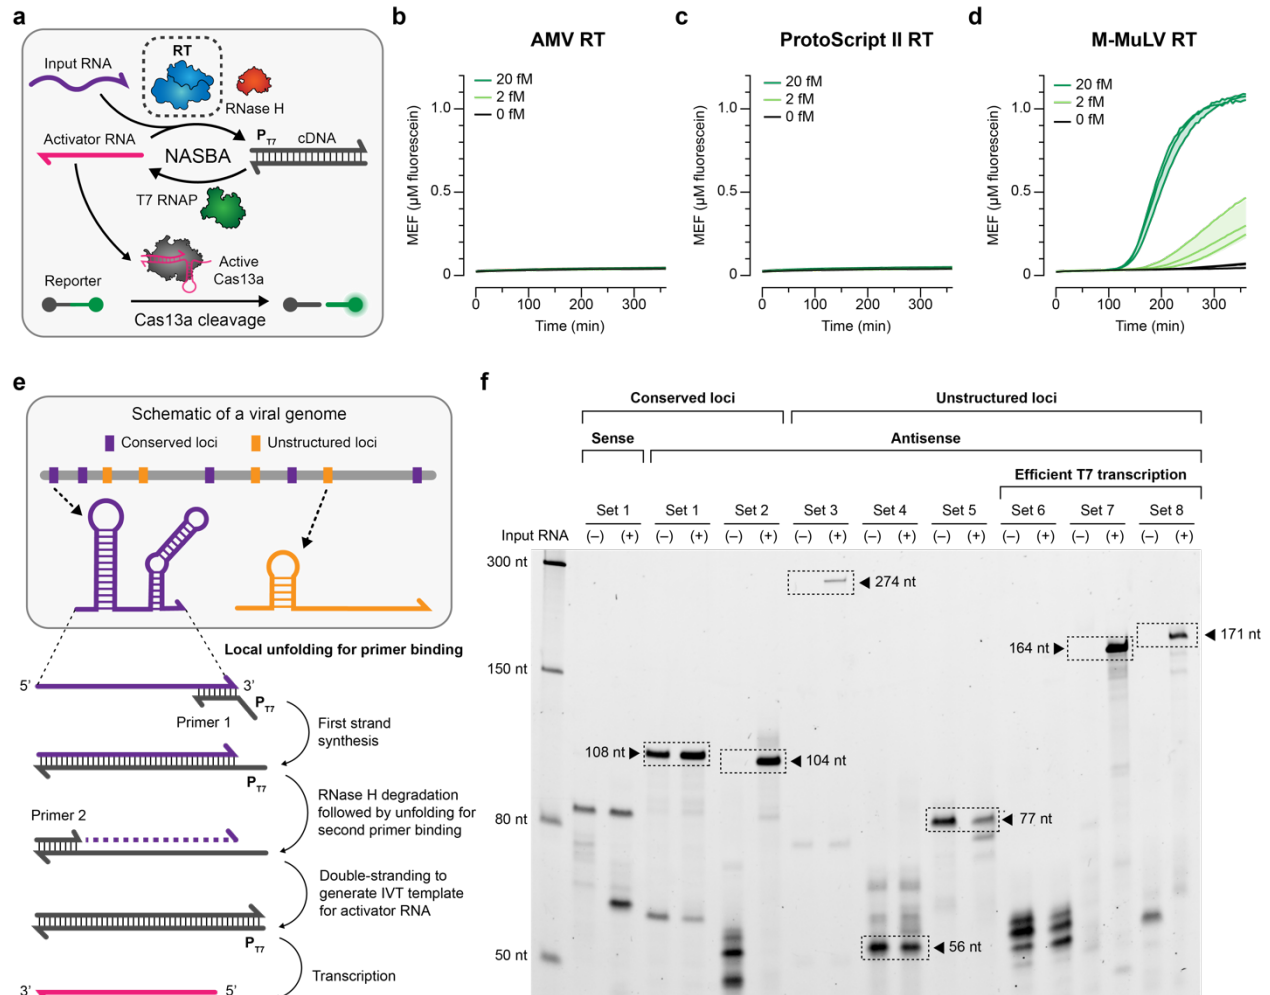 a
Input RNA
RT
RNase H
Activator RNA
PT7
cDNA
NASBA
T7 RNAP
Active
Cas13a
Reporter
Cas13a cleavage
b
AMV RT
20 fM
2 fM
0 fM
1.0
0.5
0
MEF (µM fluorescein)
0 100 200 300
Time (min)
c
ProtoScript II RT
20 fM
2 fM
0 fM
1.0
0.5
0
MEF (µM fluorescein)
0 100 200 300
Time (min)
d
M-MuLV RT
20 fM
2 fM
0 fM
1.0
0.5
0
MEF (µM fluorescein)
0 100 200 300
Time (min)
e
Schematic of a viral genome
Conserved loci Unstructured loci
Local unfolding for primer binding
5’ 3’
PT7
Primer 1
First strand
synthesis
PT7
RNase H degradation
followed by unfolding for
second primer binding
Primer 2
Double-stranding to
generate IVT template
for activator RNA
PT7
Transcription
3’ 5’
f
Conserved loci Unstructured loci
Sense Antisense
Efficient T7 transcription
Set 1 Set 1 Set 2 Set 3 Set 4 Set 5 Set 6 Set 7 Set 8
Input RNA (–) (+) (–) (+) (–) (+) (–) (+) (–) (+) (–) (+) (–) (+) (–) (+) (–) (+)
300 nt
274 nt
171 nt
164 nt
150 nt
108 nt
104 nt
80 nt
77 nt
56 nt
50 nt